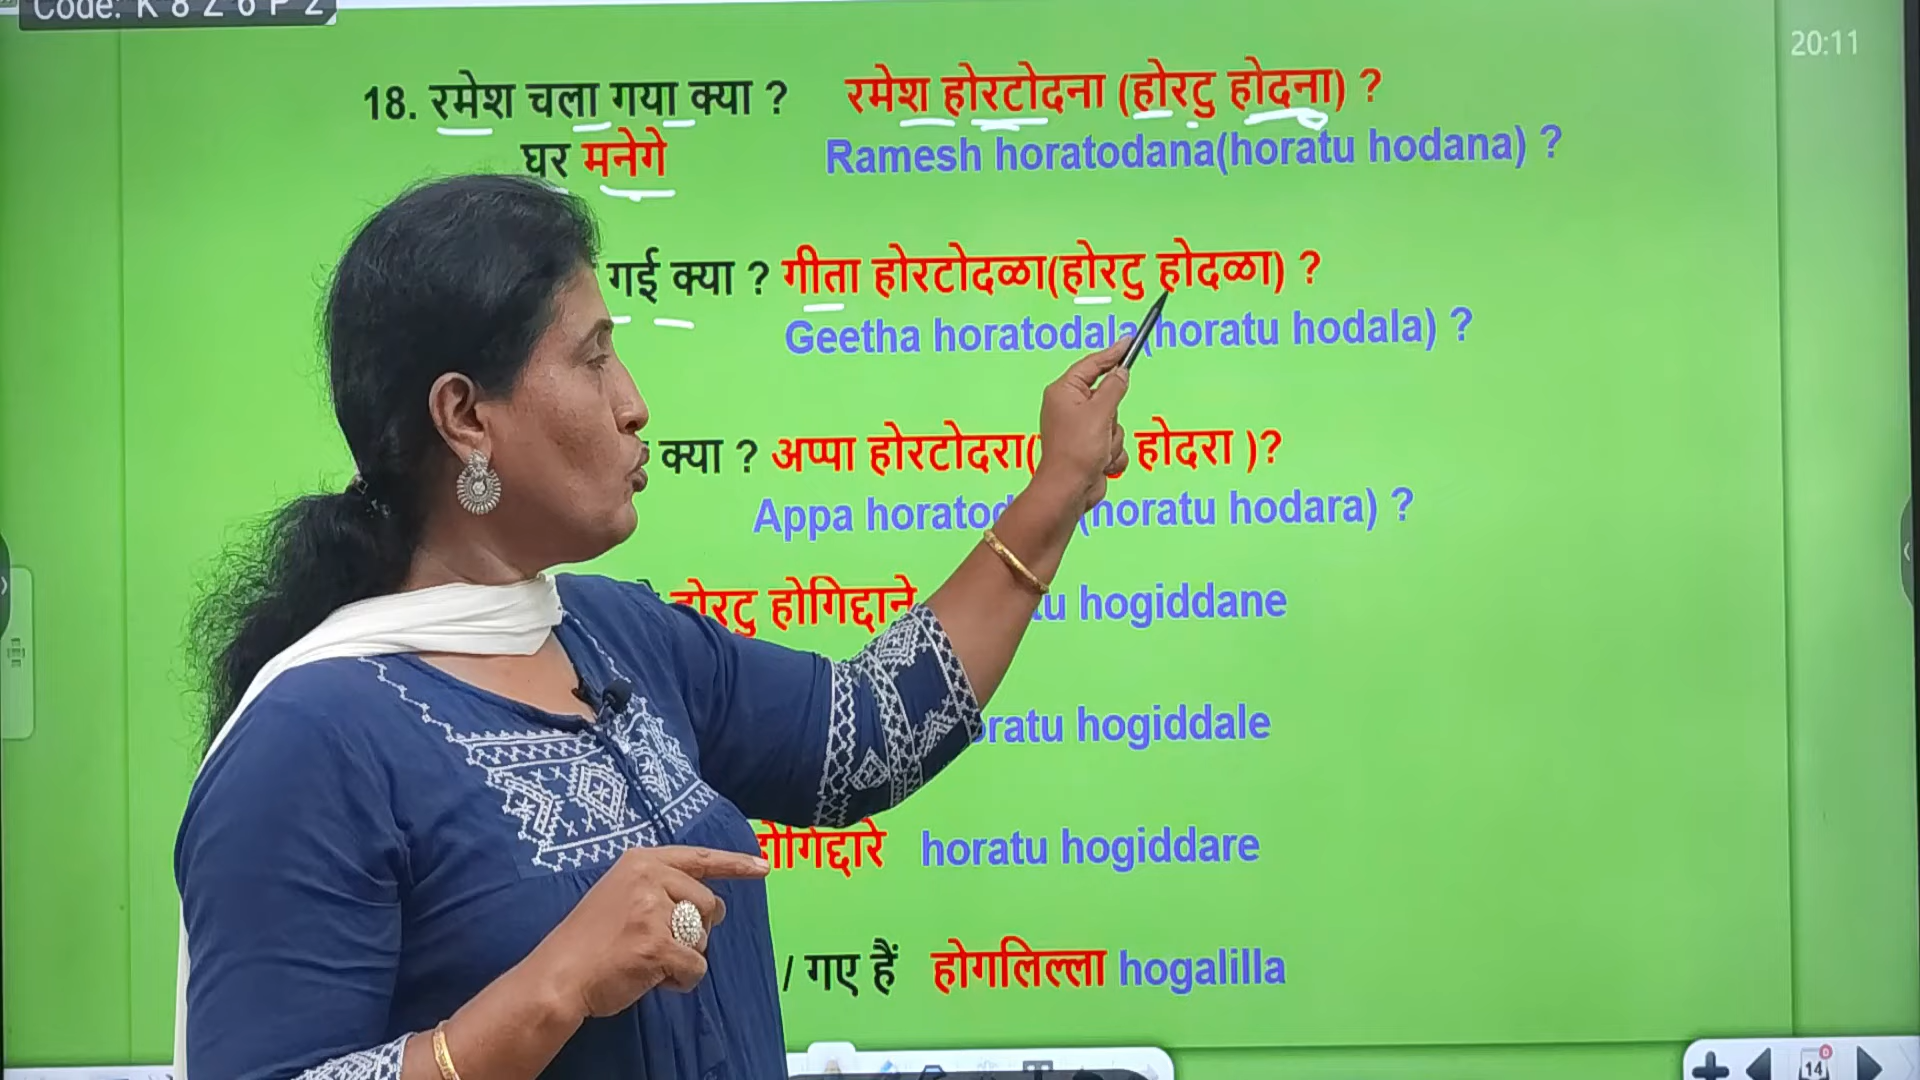 Code: K 8 Z 6 P 2
20:11
18. रमेश चला गया क्या ? रमेश होरटोदना (होरटु होदना) ?
घर मनेगे Ramesh horatodana(horatu hodana) ?
गई क्या ? गीता होरटोदळा(होरटु होदळा) ?
Geetha horatodala(horatu hodala) ?
क्या ? अप्पा होरटोदरा( होदरा )?
Appa (horatu hodara) ?
होरटु होगिद्दाने hogiddane
hogiddale
होगिद्दारे horatu hogiddare
/ गए हैं होगलिल्ला hogalilla
14